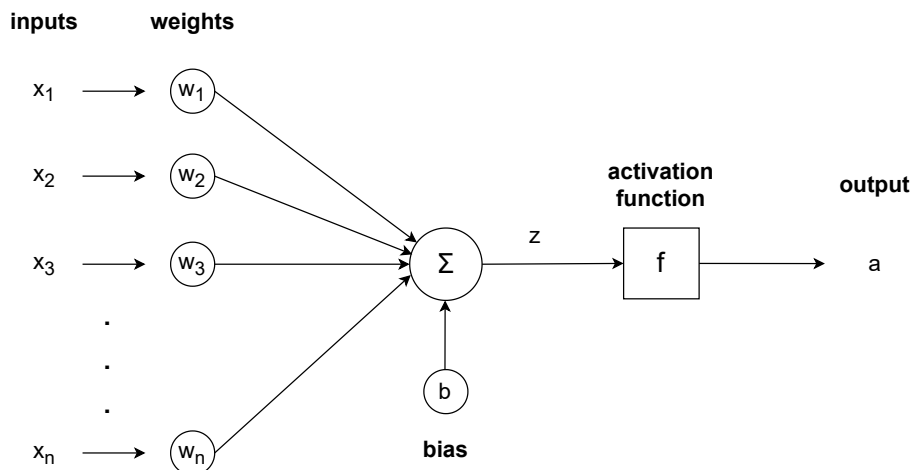 inputs weights
x₁ w₁
x₂ w₂
activation
function
output
x₃ w₃ Σ z f a
.
.
.
b
xₙ wₙ
bias